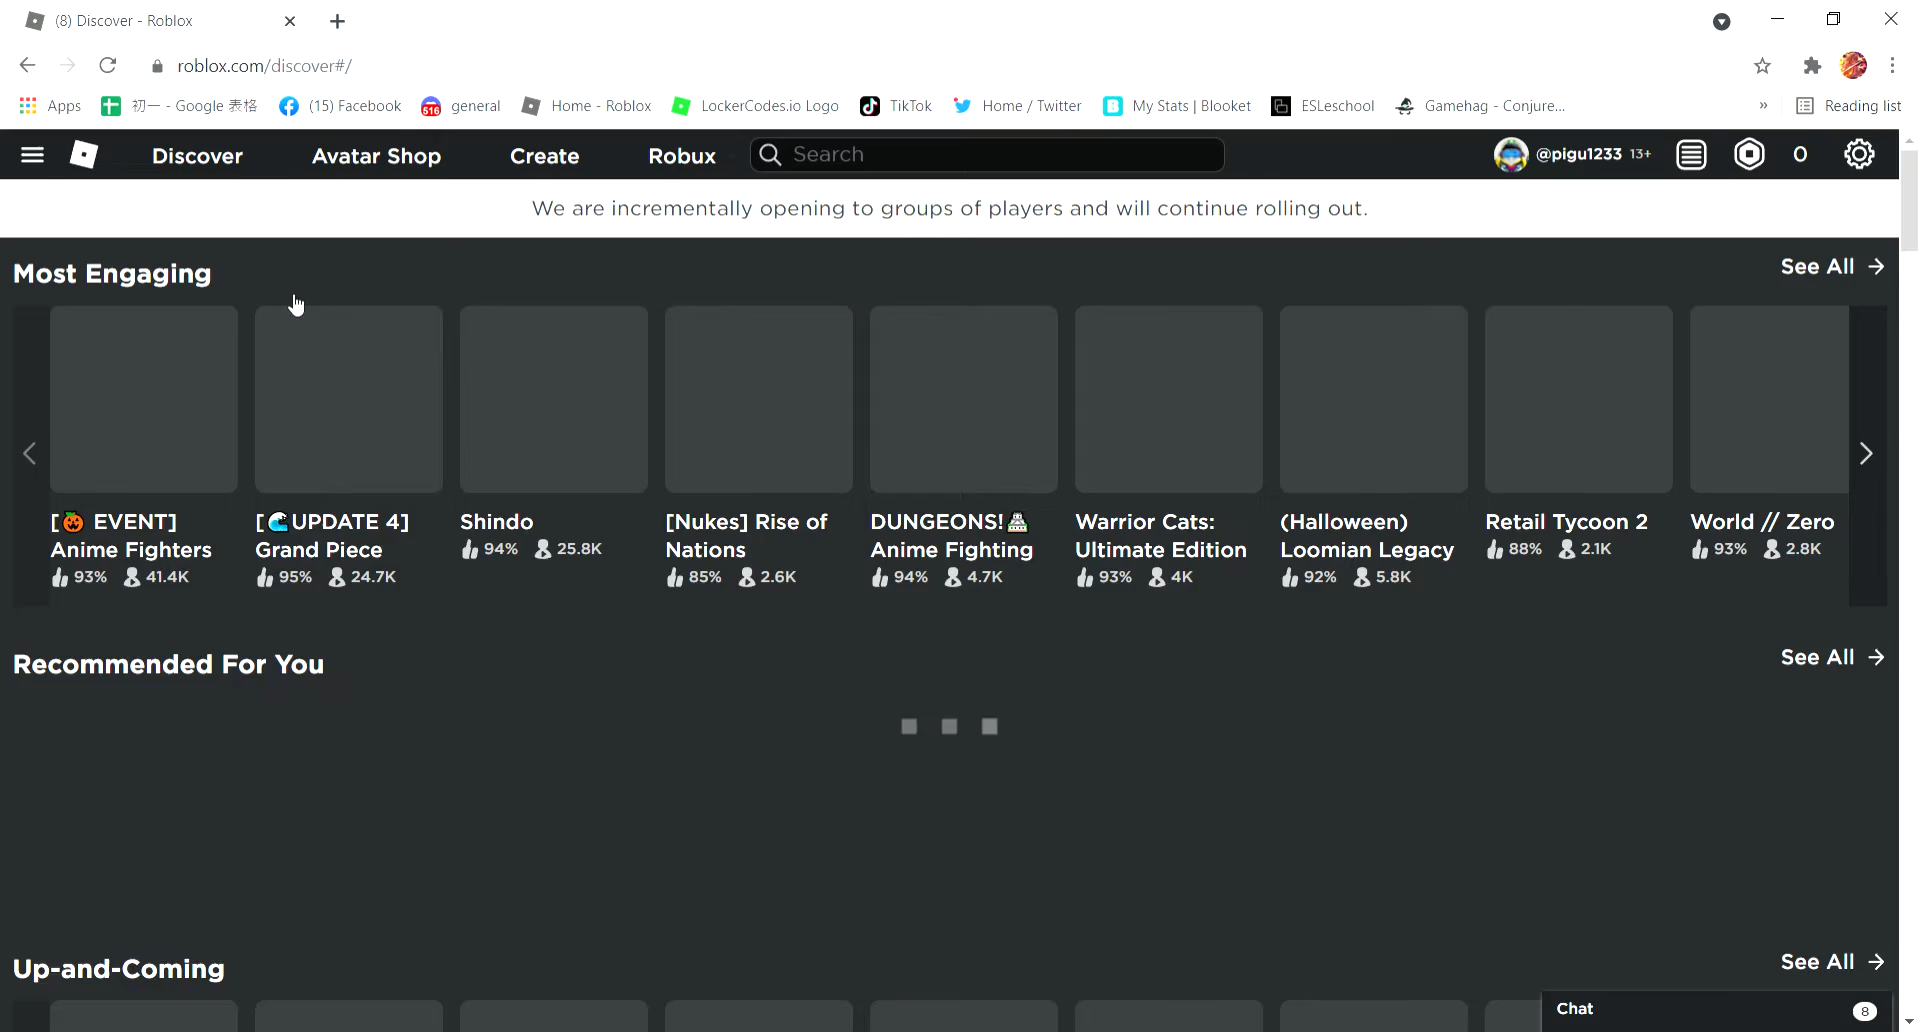 (8) Discover - Roblox
roblox.com/discover#/
Apps
初一 - Google 表格
(15) Facebook
516
general
Home - Roblox
LockerCodes.io Logo
TikTok
Home / Twitter
B
My Stats | Blooket
ESLeschool
Gamehag - Conjure...
»
Reading list
Discover
Avatar Shop
Create
Robux
Search
@pigu1233 13+
0
We are incrementally opening to groups of players and will continue rolling out.
Most Engaging
See All →
[🎃 EVENT]
Anime Fighters
93% 41.4K
[🌊UPDATE 4]
Grand Piece
95% 24.7K
Shindo
94% 25.8K
[Nukes] Rise of
Nations
85% 2.6K
DUNGEONS!🏯
Anime Fighting
94% 4.7K
Warrior Cats:
Ultimate Edition
93% 4K
(Halloween)
Loomian Legacy
92% 5.8K
Retail Tycoon 2
88% 2.1K
World // Zero
93% 2.8K
Recommended For You
See All →
Up-and-Coming
See All →
Chat
8